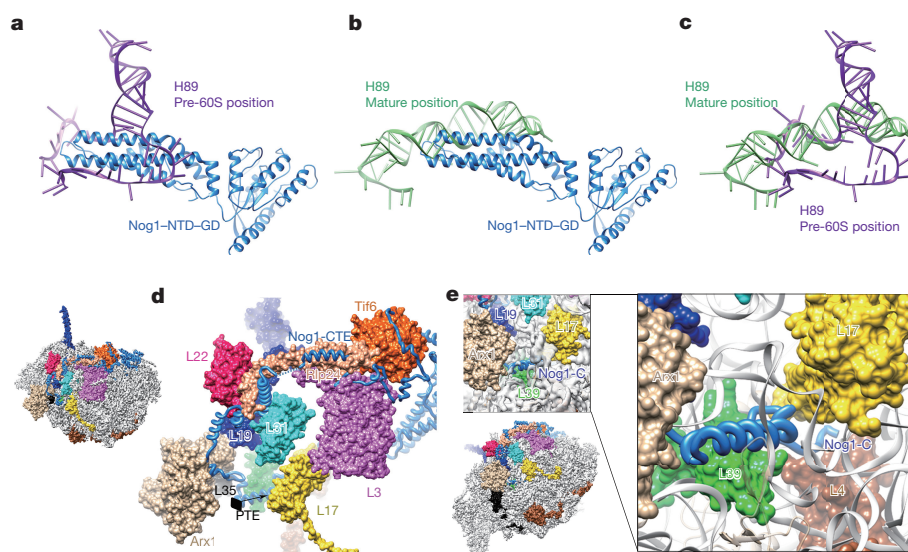 a
H89
Pre-60S position
Nog1–NTD–GD
b
H89
Mature position
Nog1–NTD–GD
c
H89
Mature position
H89
Pre-60S position
d
Tif6
Nog1-CTE
L22
Rlp24
L19
L31
L3
L35
PTE
L17
Arx1
e
L19
L31
L17
Arx1
Nog1-C
L39
L17
Arx1
Nog1-C
L39
L4